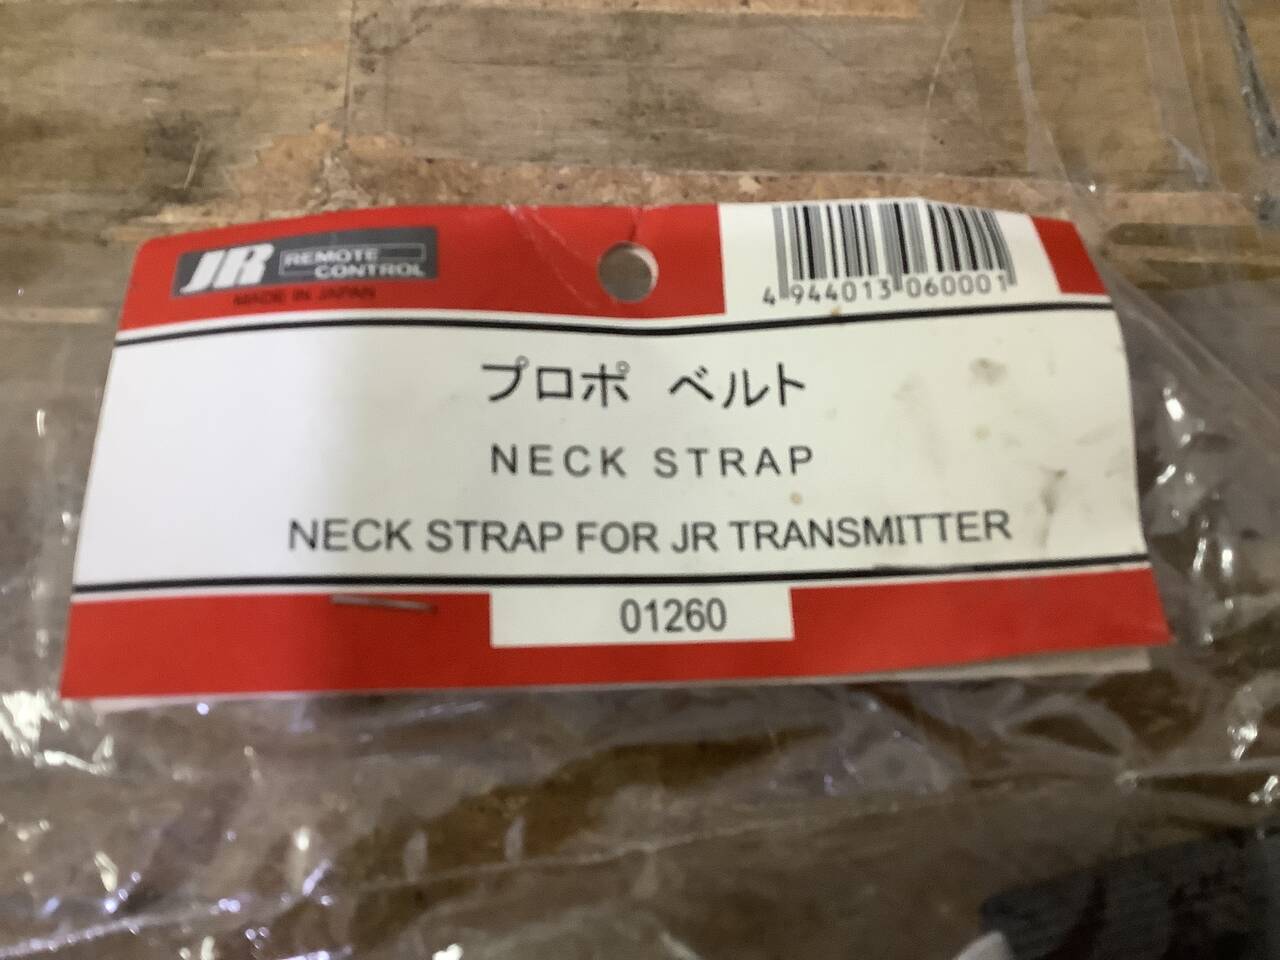 JR REMOTE CONTROL
MADE IN JAPAN
4 944013 060001
プロポ ベルト
NECK STRAP
NECK STRAP FOR JR TRANSMITTER
01260